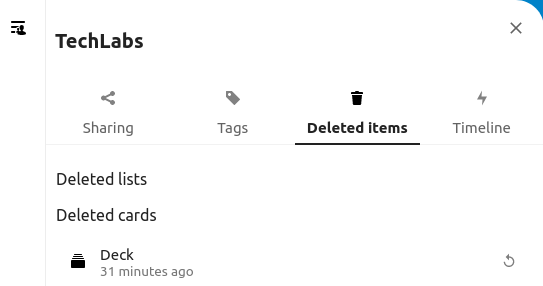 TechLabs
Sharing
Tags
Deleted items
Timeline
Deleted lists
Deleted cards
Deck
31 minutes ago